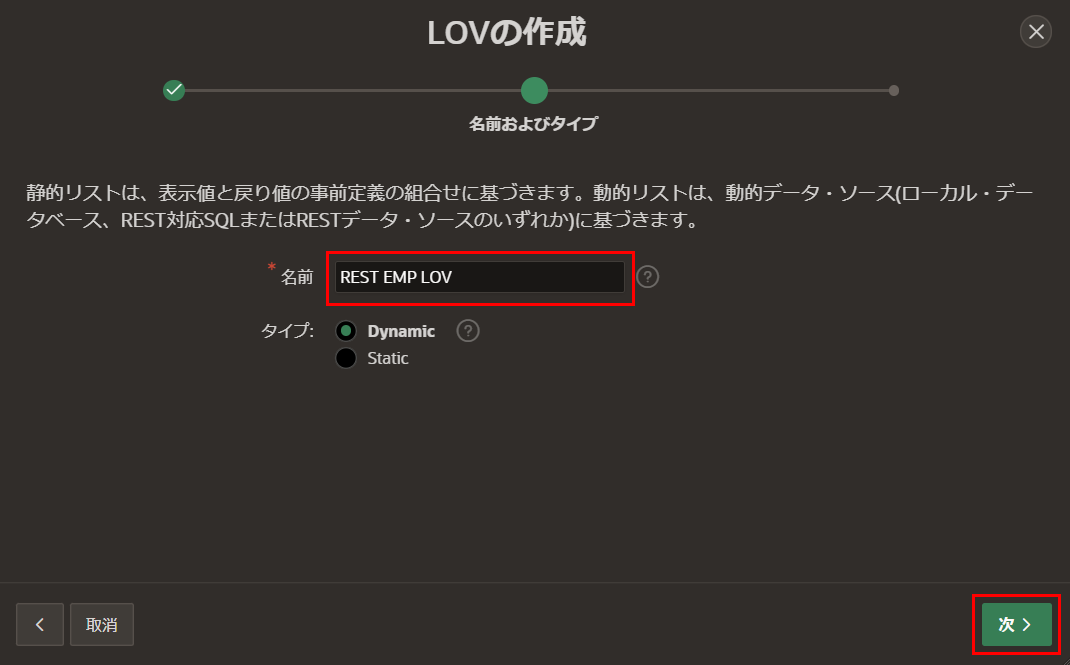 LOVの作成
名前およびタイプ
静的リストは、表示値と戻り値の事前定義の組合せに基づきます。動的リストは、動的データ・ソース(ローカル・デー
タベース、REST対応SQLまたはRESTデータ・ソースのいずれか)に基づきます。
* 名前 REST EMP LOV ?
タイプ: Dynamic ?
Static
取消 次